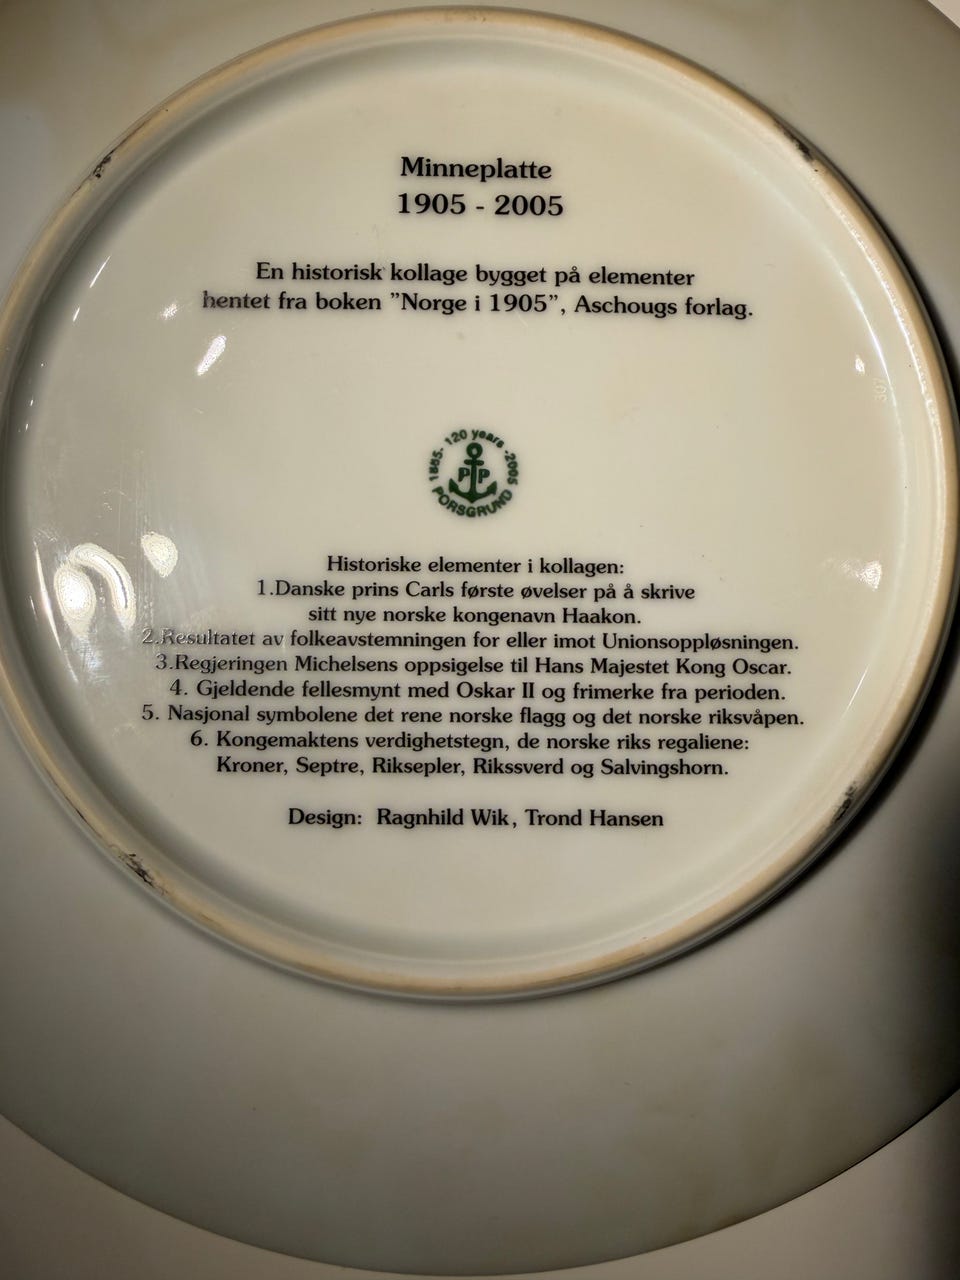 Minneplatte
1905 - 2005
En historisk kollage bygget på elementer
hentet fra boken ”Norge i 1905”, Aschougs forlag.
1885 - 120 years - 2005
PP
PORSGRUND
Historiske elementer i kollagen:
1.Danske prins Carls første øvelser på å skrive
sitt nye norske kongenavn Haakon.
2.Resultatet av folkeavstemningen for eller imot Unionsoppløsningen.
3.Regjeringen Michelsens oppsigelse til Hans Majestet Kong Oscar.
4. Gjeldende fellesmynt med Oskar II og frimerke fra perioden.
5. Nasjonal symbolene det rene norske flagg og det norske riksvåpen.
6. Kongemaktens verdighetstegn, de norske riks regaliene:
Kroner, Septre, Riksepler, Rikssverd og Salvingshorn.
Design: Ragnhild Wik, Trond Hansen